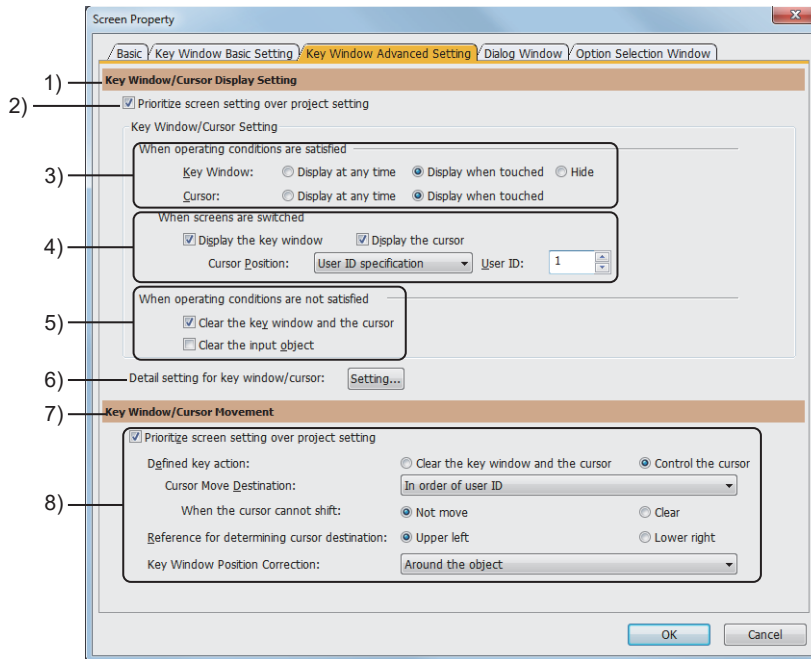 Screen Property
Basic Key Window Basic Setting Key Window Advanced Setting Dialog Window Option Selection Window
1) Key Window/Cursor Display Setting
2) Prioritize screen setting over project setting
Key Window/Cursor Setting
When operating conditions are satisfied
3) Key Window: Display at any time Display when touched Hide
Cursor: Display at any time Display when touched
When screens are switched
4) Display the key window Display the cursor
Cursor Position: User ID specification User ID: 1
When operating conditions are not satisfied
5) Clear the key window and the cursor
Clear the input object
6) Detail setting for key window/cursor: Setting...
7) Key Window/Cursor Movement
Prioritize screen setting over project setting
Defined key action: Clear the key window and the cursor Control the cursor
Cursor Move Destination: In order of user ID
8) When the cursor cannot shift: Not move Clear
Reference for determining cursor destination: Upper left Lower right
Key Window Position Correction: Around the object
OK Cancel